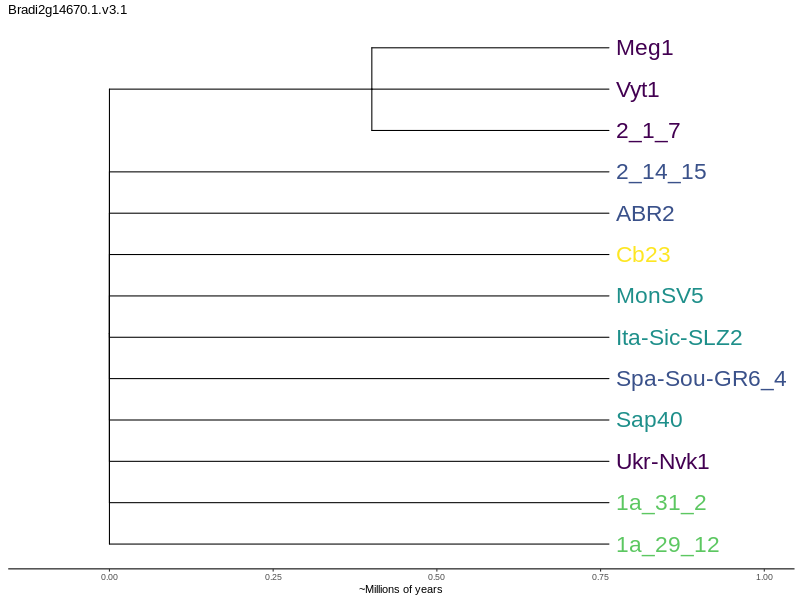 Bradi2g14670.1.v3.1
Meg1
Vyt1
2_1_7
2_14_15
ABR2
Cb23
MonSV5
Ita-Sic-SLZ2
Spa-Sou-GR6_4
Sap40
Ukr-Nvk1
1a_31_2
1a_29_12
0.00 0.25 0.50 0.75 1.00
~Millions of years